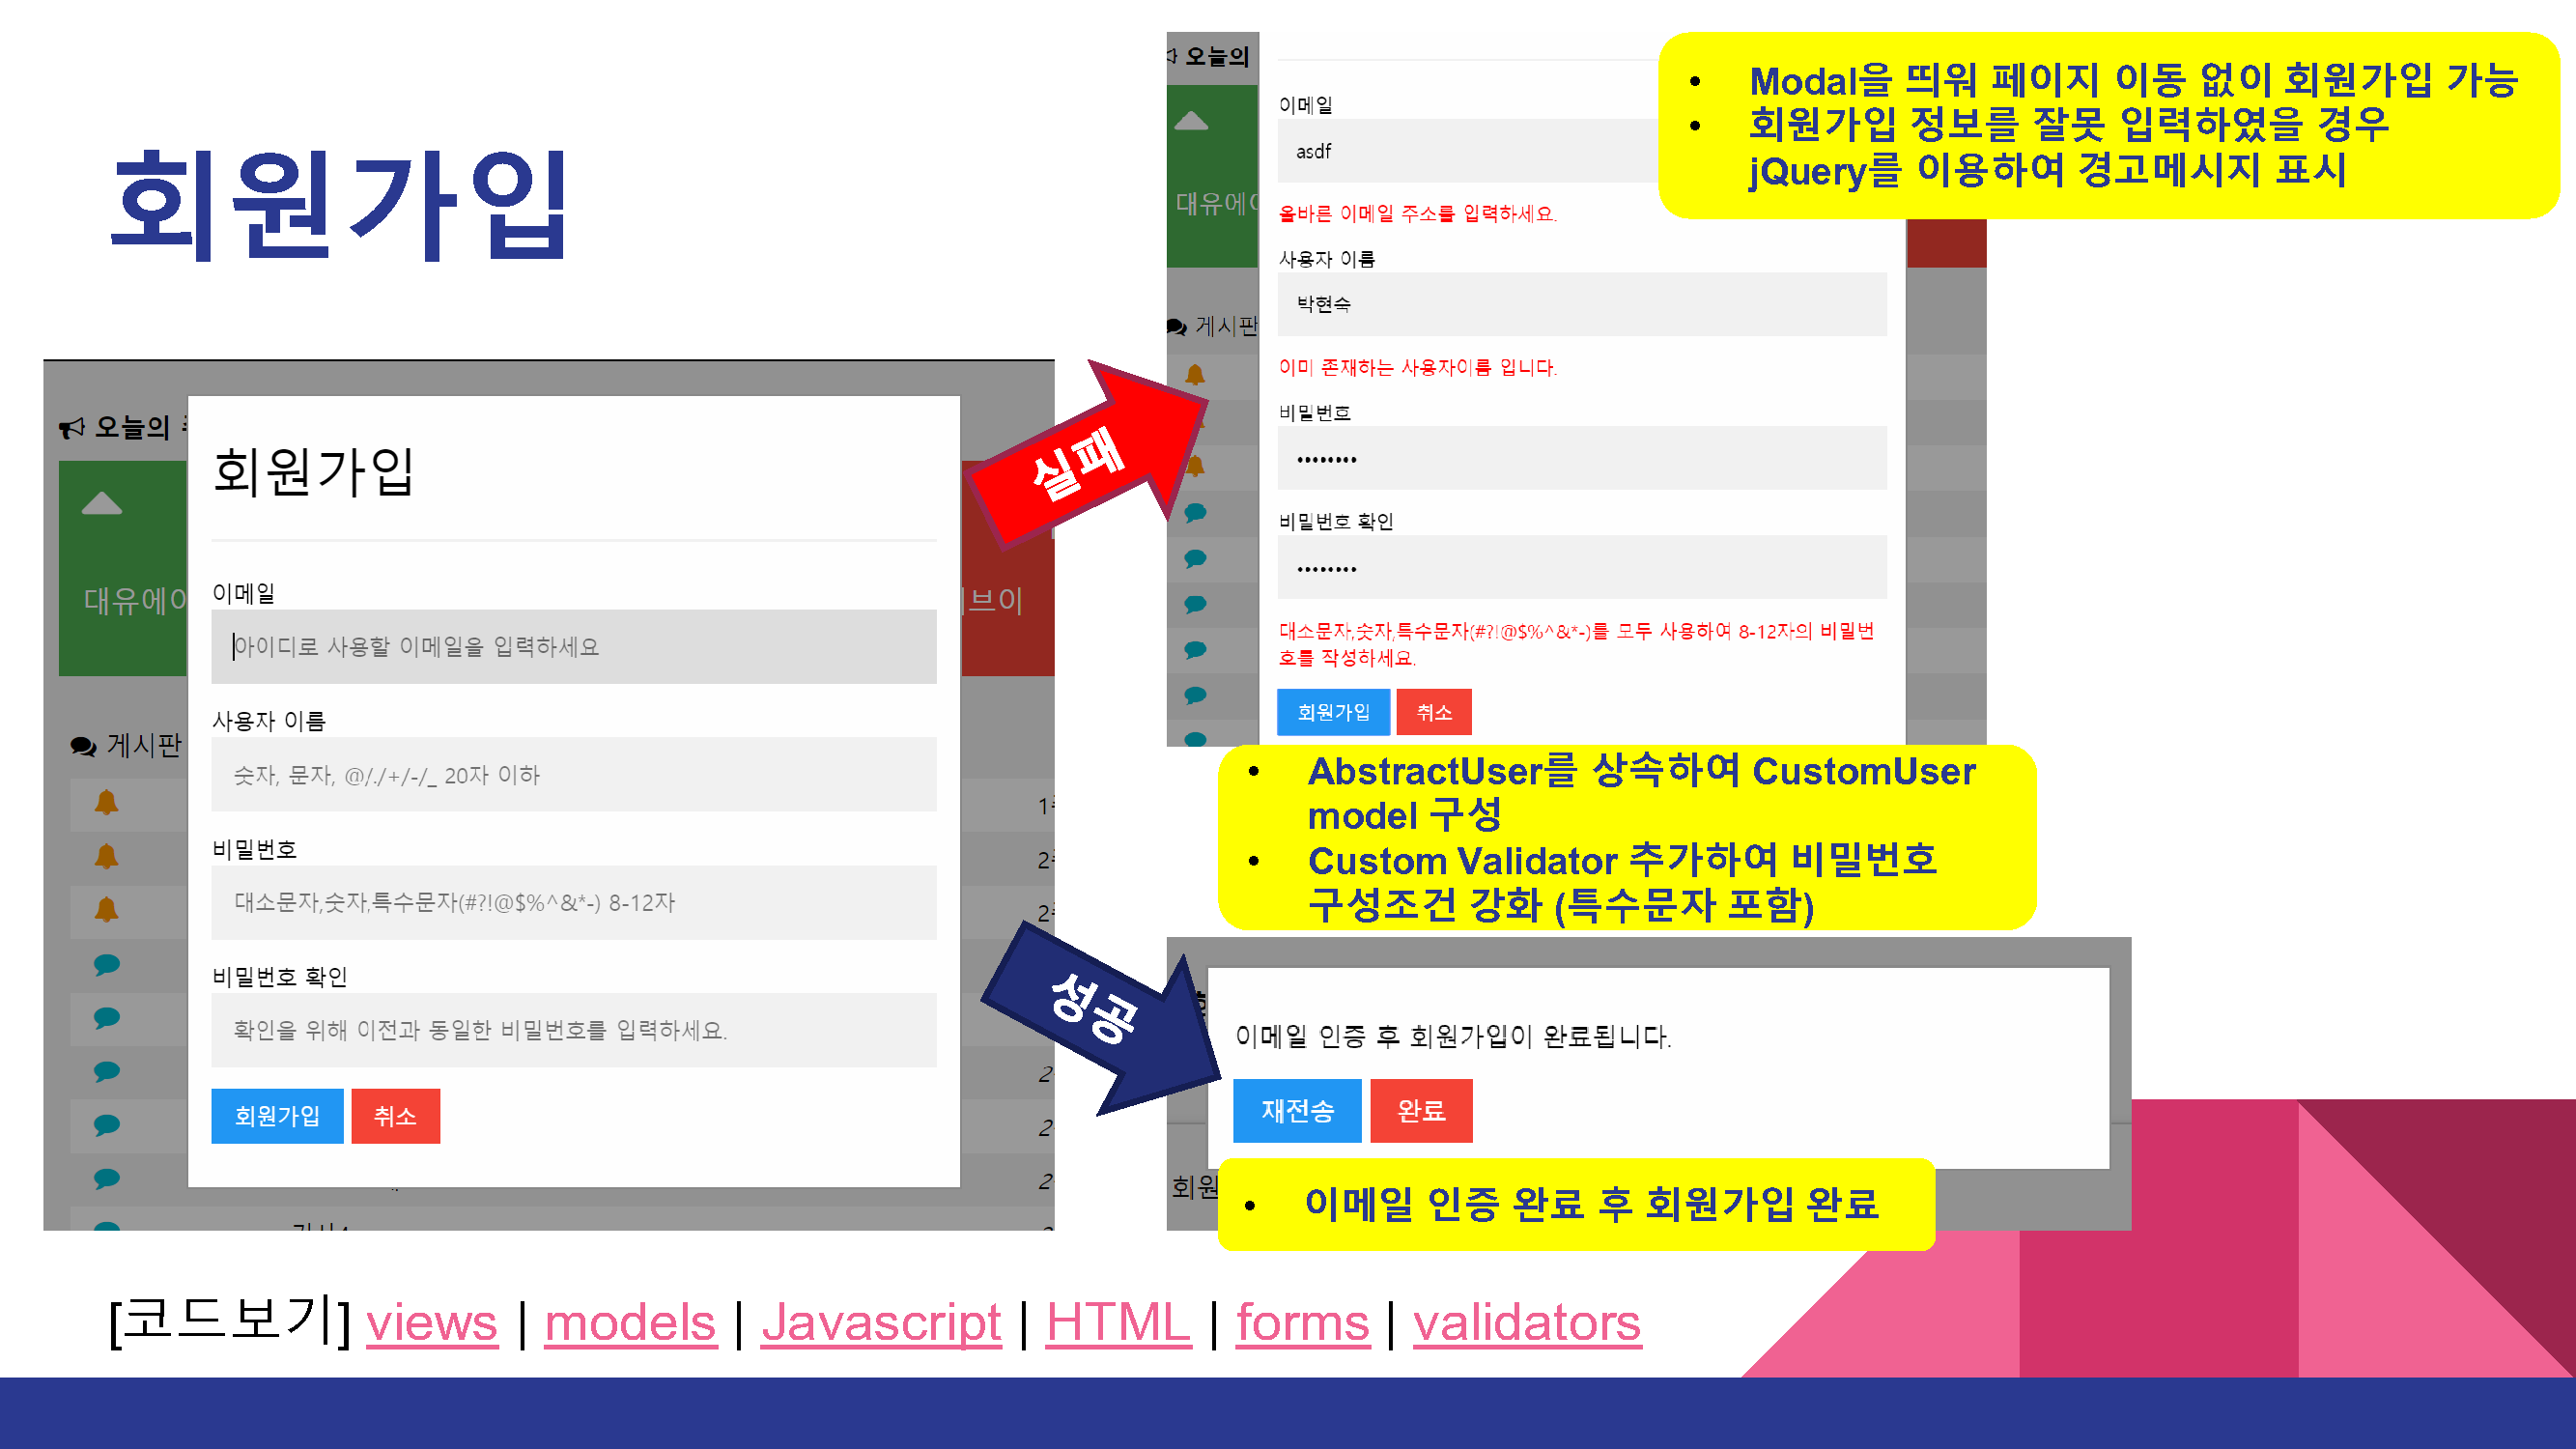 회원가입
오늘의
회원가입
대유에이
브이
이메일
아이디로 사용할 이메일을 입력하세요
사용자 이름
숫자, 문자, @/./+/-/_ 20자 이하
게시판
비밀번호
대소문자,숫자,특수문자(#?!@$%^&*-) 8-12자
비밀번호 확인
확인을 위해 이전과 동일한 비밀번호를 입력하세요.
회원가입 취소
실패
성공
오늘의
이메일
asdf
대유에이
올바른 이메일 주소를 입력하세요.
사용자 이름
박현숙
게시판
이미 존재하는 사용자이름 입니다.
비밀번호
••••••••
비밀번호 확인
••••••••
대소문자,숫자,특수문자(#?!@$%^&*-)를 모두 사용하여 8-12자의 비밀번
호를 작성하세요.
회원가입 취소
• Modal을 띄워 페이지 이동 없이 회원가입 가능
• 회원가입 정보를 잘못 입력하였을 경우
jQuery를 이용하여 경고메시지 표시
• AbstractUser를 상속하여 CustomUser
model 구성
• Custom Validator 추가하여 비밀번호
구성조건 강화 (특수문자 포함)
이메일 인증 후 회원가입이 완료됩니다.
재전송 완료
회원
• 이메일 인증 완료 후 회원가입 완료
[코드보기] views | models | Javascript | HTML | forms | validators